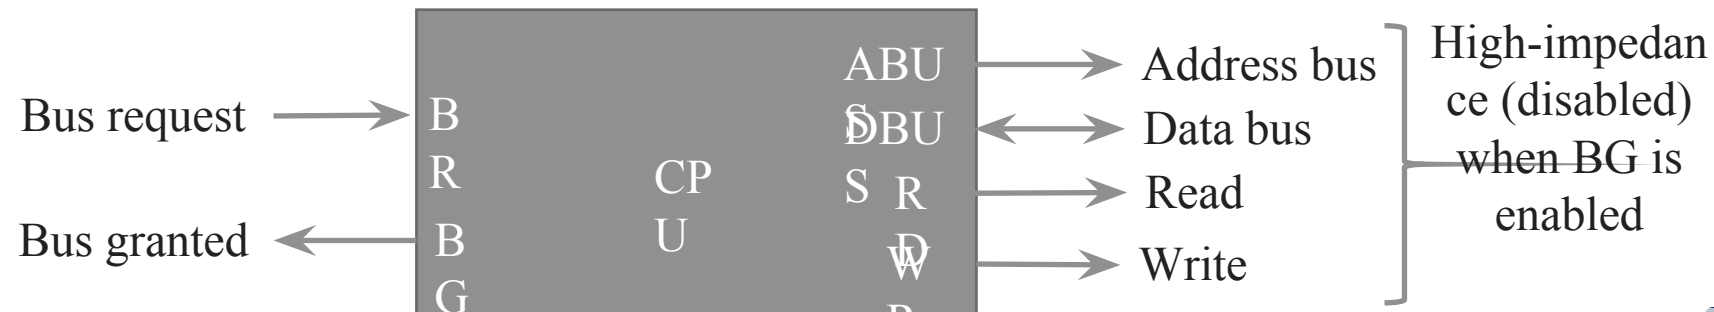 Bus request
Bus granted
B
R
B
G
CP
U
ABU
S
DBU
S
R
D
W
R
Address bus
Data bus
Read
Write
High-impedan
ce (disabled)
when BG is
enabled